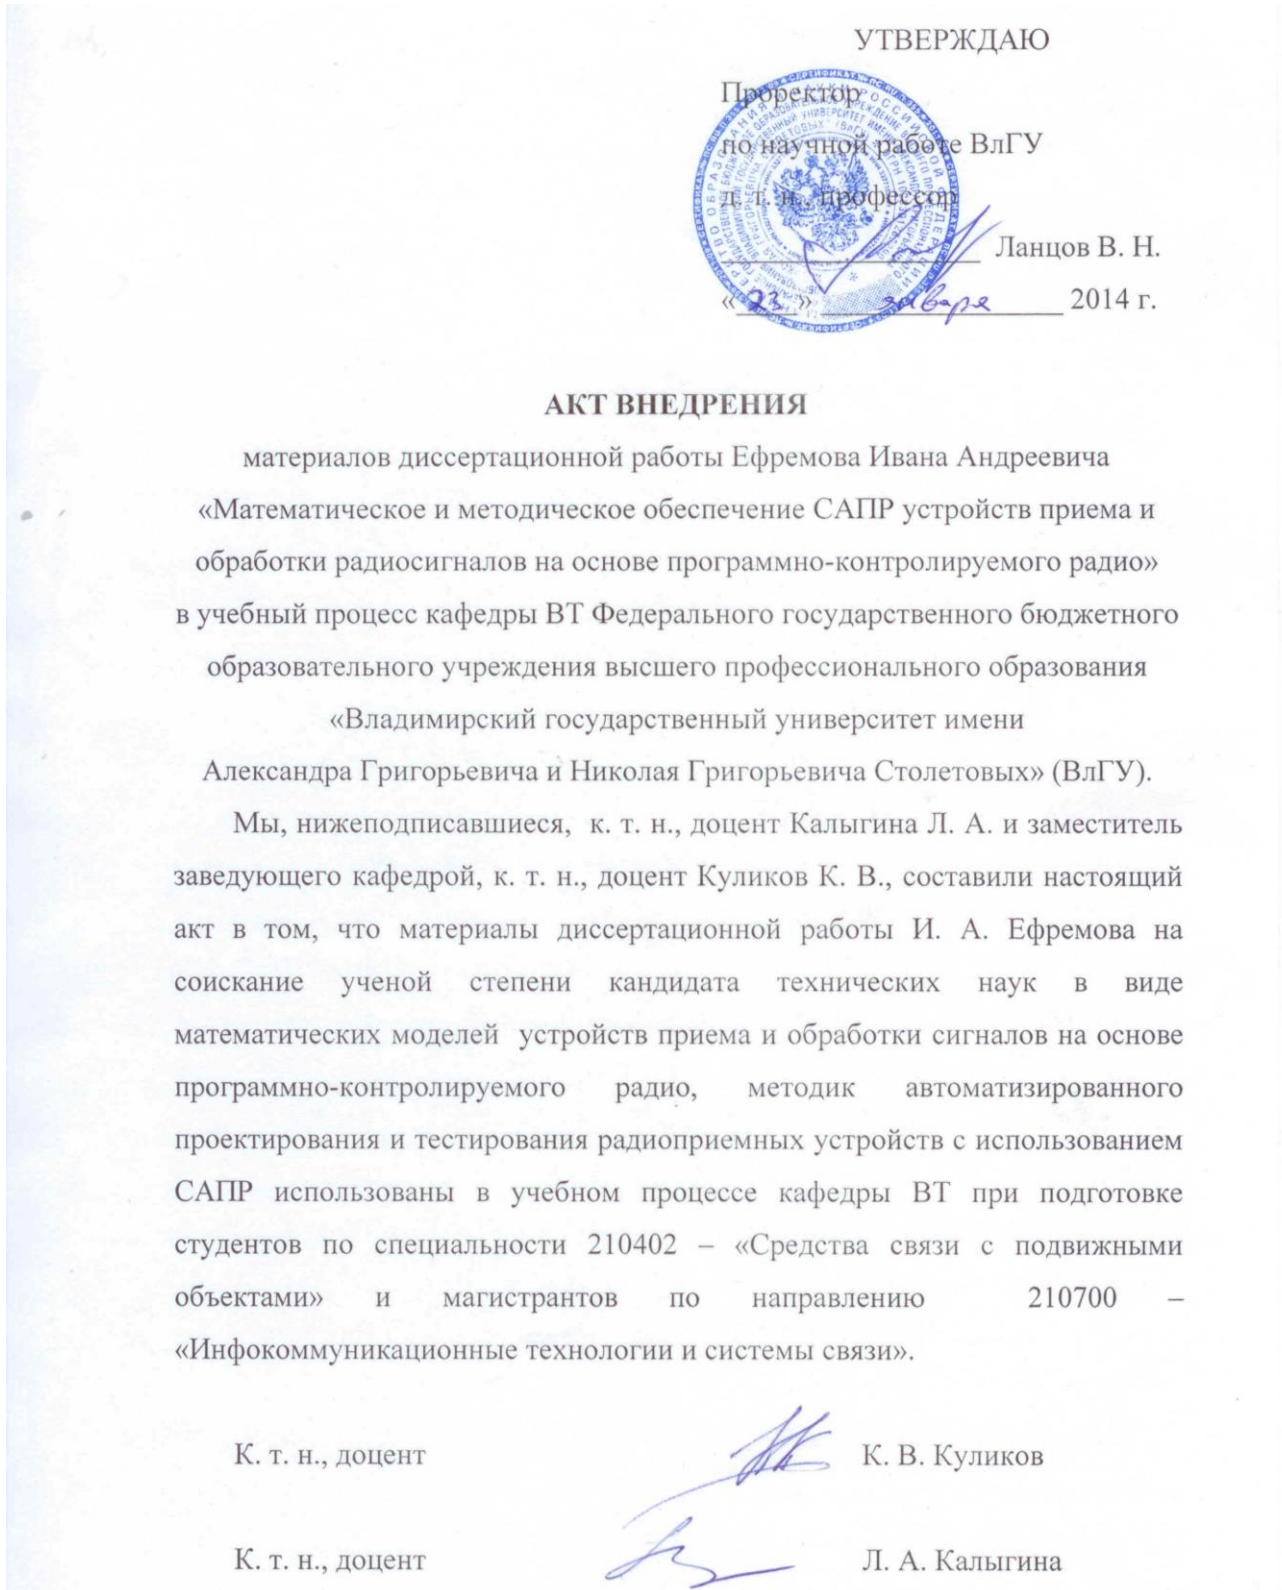 УТВЕРЖДАЮ
Проректор
по научной работе ВлГУ
д. т. н., профессор
Ланцов В. Н.
«23» января 2014 г.
АКТ ВНЕДРЕНИЯ
материалов диссертационной работы Ефремова Ивана Андреевича
«Математическое и методическое обеспечение САПР устройств приема и
обработки радиосигналов на основе программно-контролируемого радио»
в учебный процесс кафедры ВТ Федерального государственного бюджетного
образовательного учреждения высшего профессионального образования
«Владимирский государственный университет имени
Александра Григорьевича и Николая Григорьевича Столетовых» (ВлГУ).
Мы, нижеподписавшиеся, к. т. н., доцент Калыгина Л. А. и заместитель
заведующего кафедрой, к. т. н., доцент Куликов К. В., составили настоящий
акт в том, что материалы диссертационной работы И. А. Ефремова на
соискание ученой степени кандидата технических наук в виде
математических моделей устройств приема и обработки сигналов на основе
программно-контролируемого радио, методик автоматизированного
проектирования и тестирования радиоприемных устройств с использованием
САПР использованы в учебном процессе кафедры ВТ при подготовке
студентов по специальности 210402 – «Средства связи с подвижными
объектами» и магистрантов по направлению 210700 –
«Инфокоммуникационные технологии и системы связи».
К. т. н., доцент К. В. Куликов
К. т. н., доцент Л. А. Калыгина